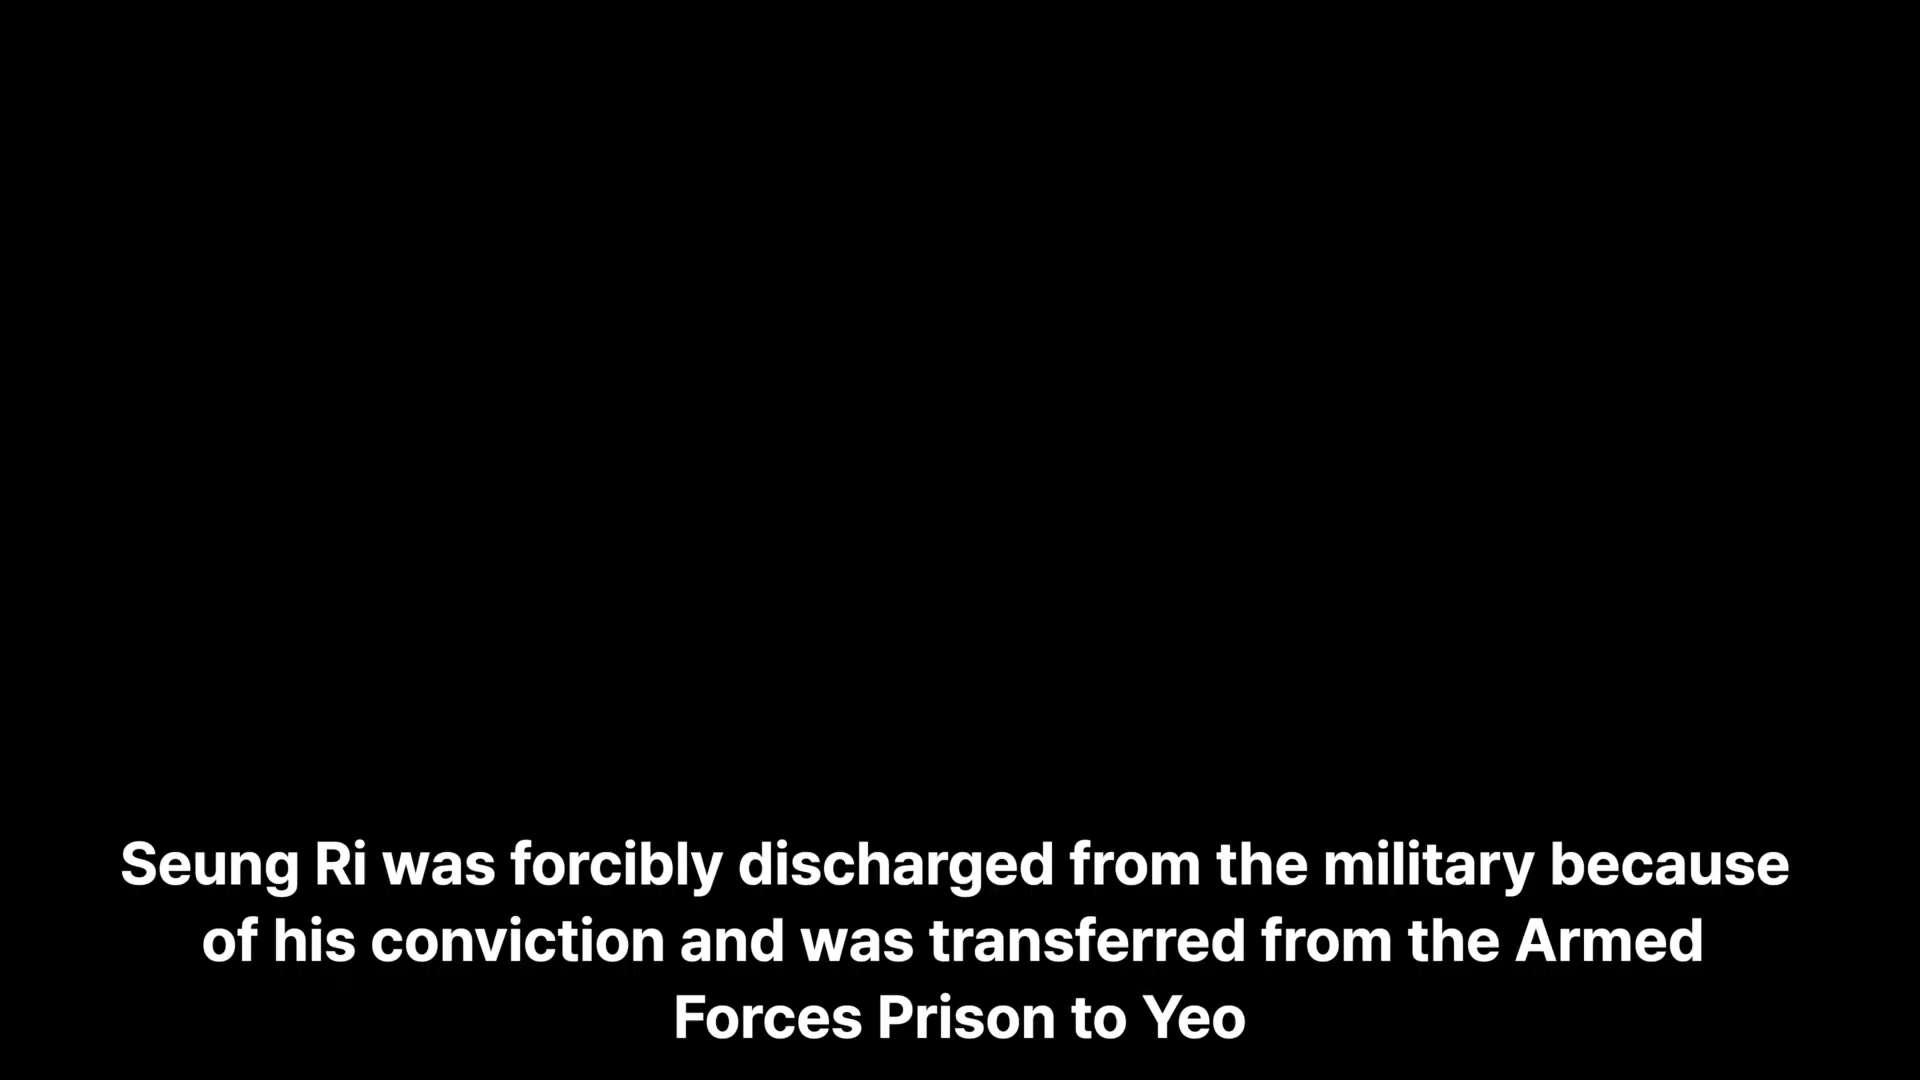 Seung Ri was forcibly discharged from the military because
of his conviction and was transferred from the Armed
Forces Prison to Yeo